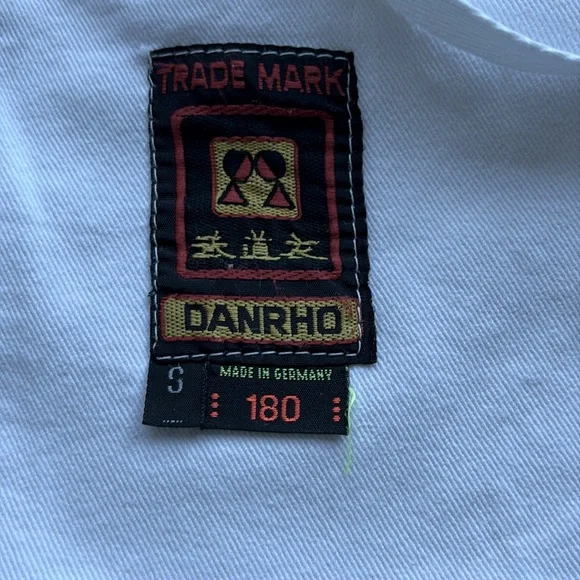 TRADE MARK
武道衣
DANRHO
S
MADE IN GERMANY
180